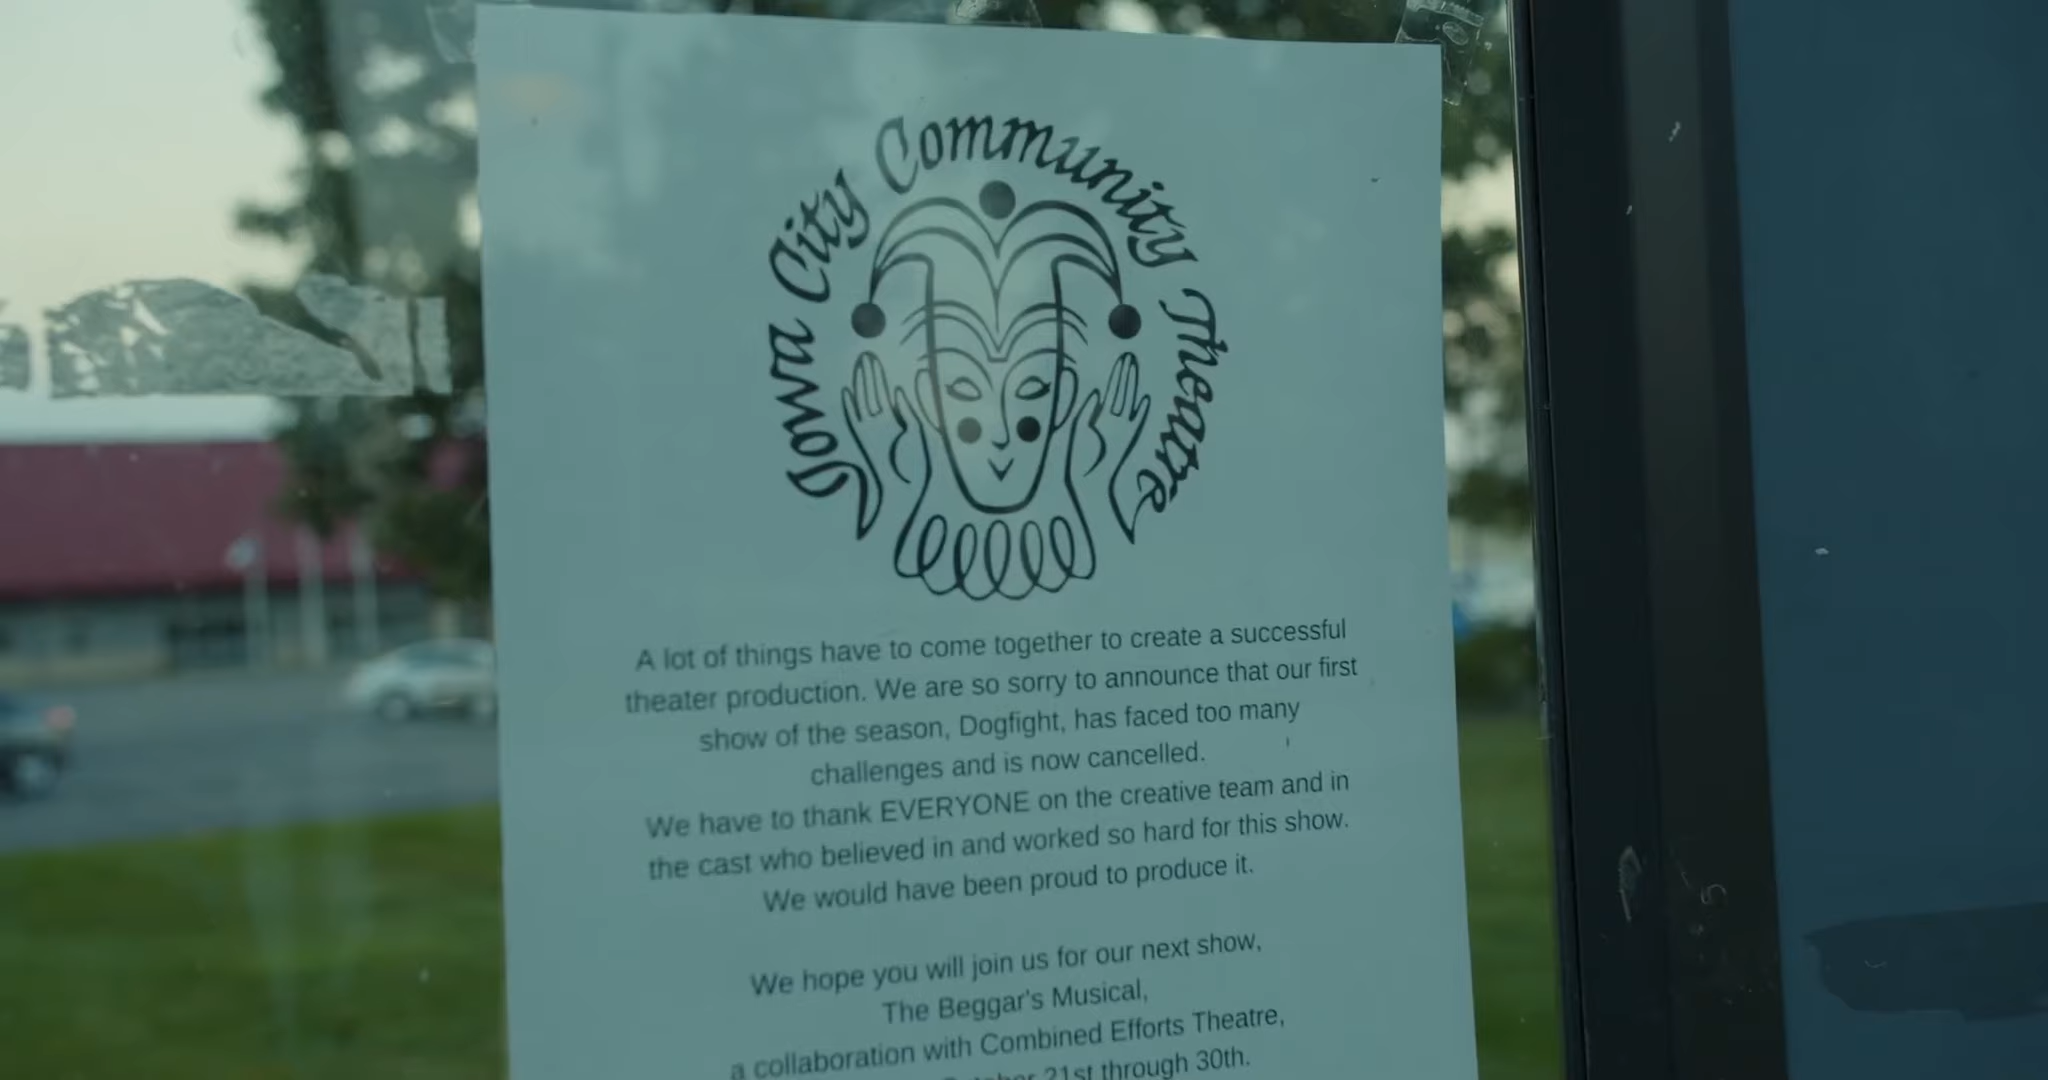 Iowa City Community Theatre
A lot of things have to come together to create a successful
theater production. We are so sorry to announce that our first
show of the season, Dogfight, has faced too many
challenges and is now cancelled.
We have to thank EVERYONE on the creative team and in
the cast who believed in and worked so hard for this show.
We would have been proud to produce it.
We hope you will join us for our next show,
The Beggar's Musical,
a collaboration with Combined Efforts Theatre,
October 21st through 30th.